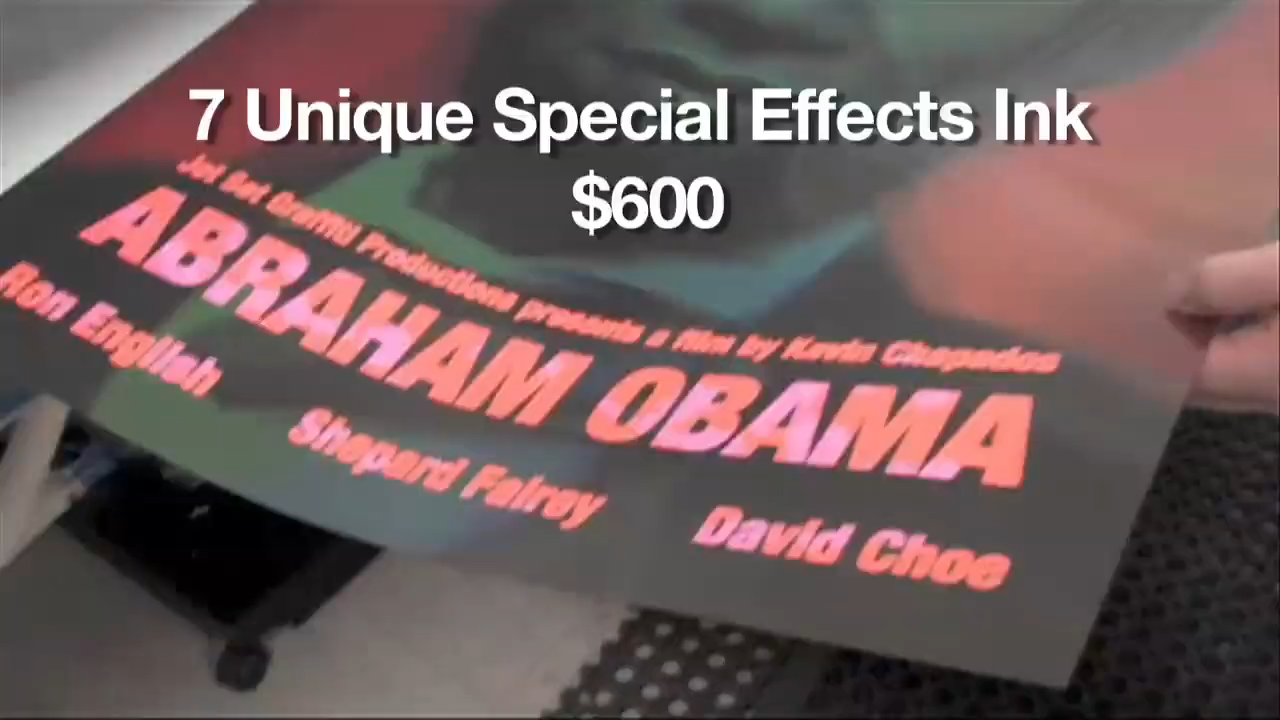 7 Unique Special Effects Ink
$600
Jet Set Graffiti Productions presents a film by Kevin Chapados
ABRAHAM OBAMA
Ron English
Shepard Fairey
David Choe